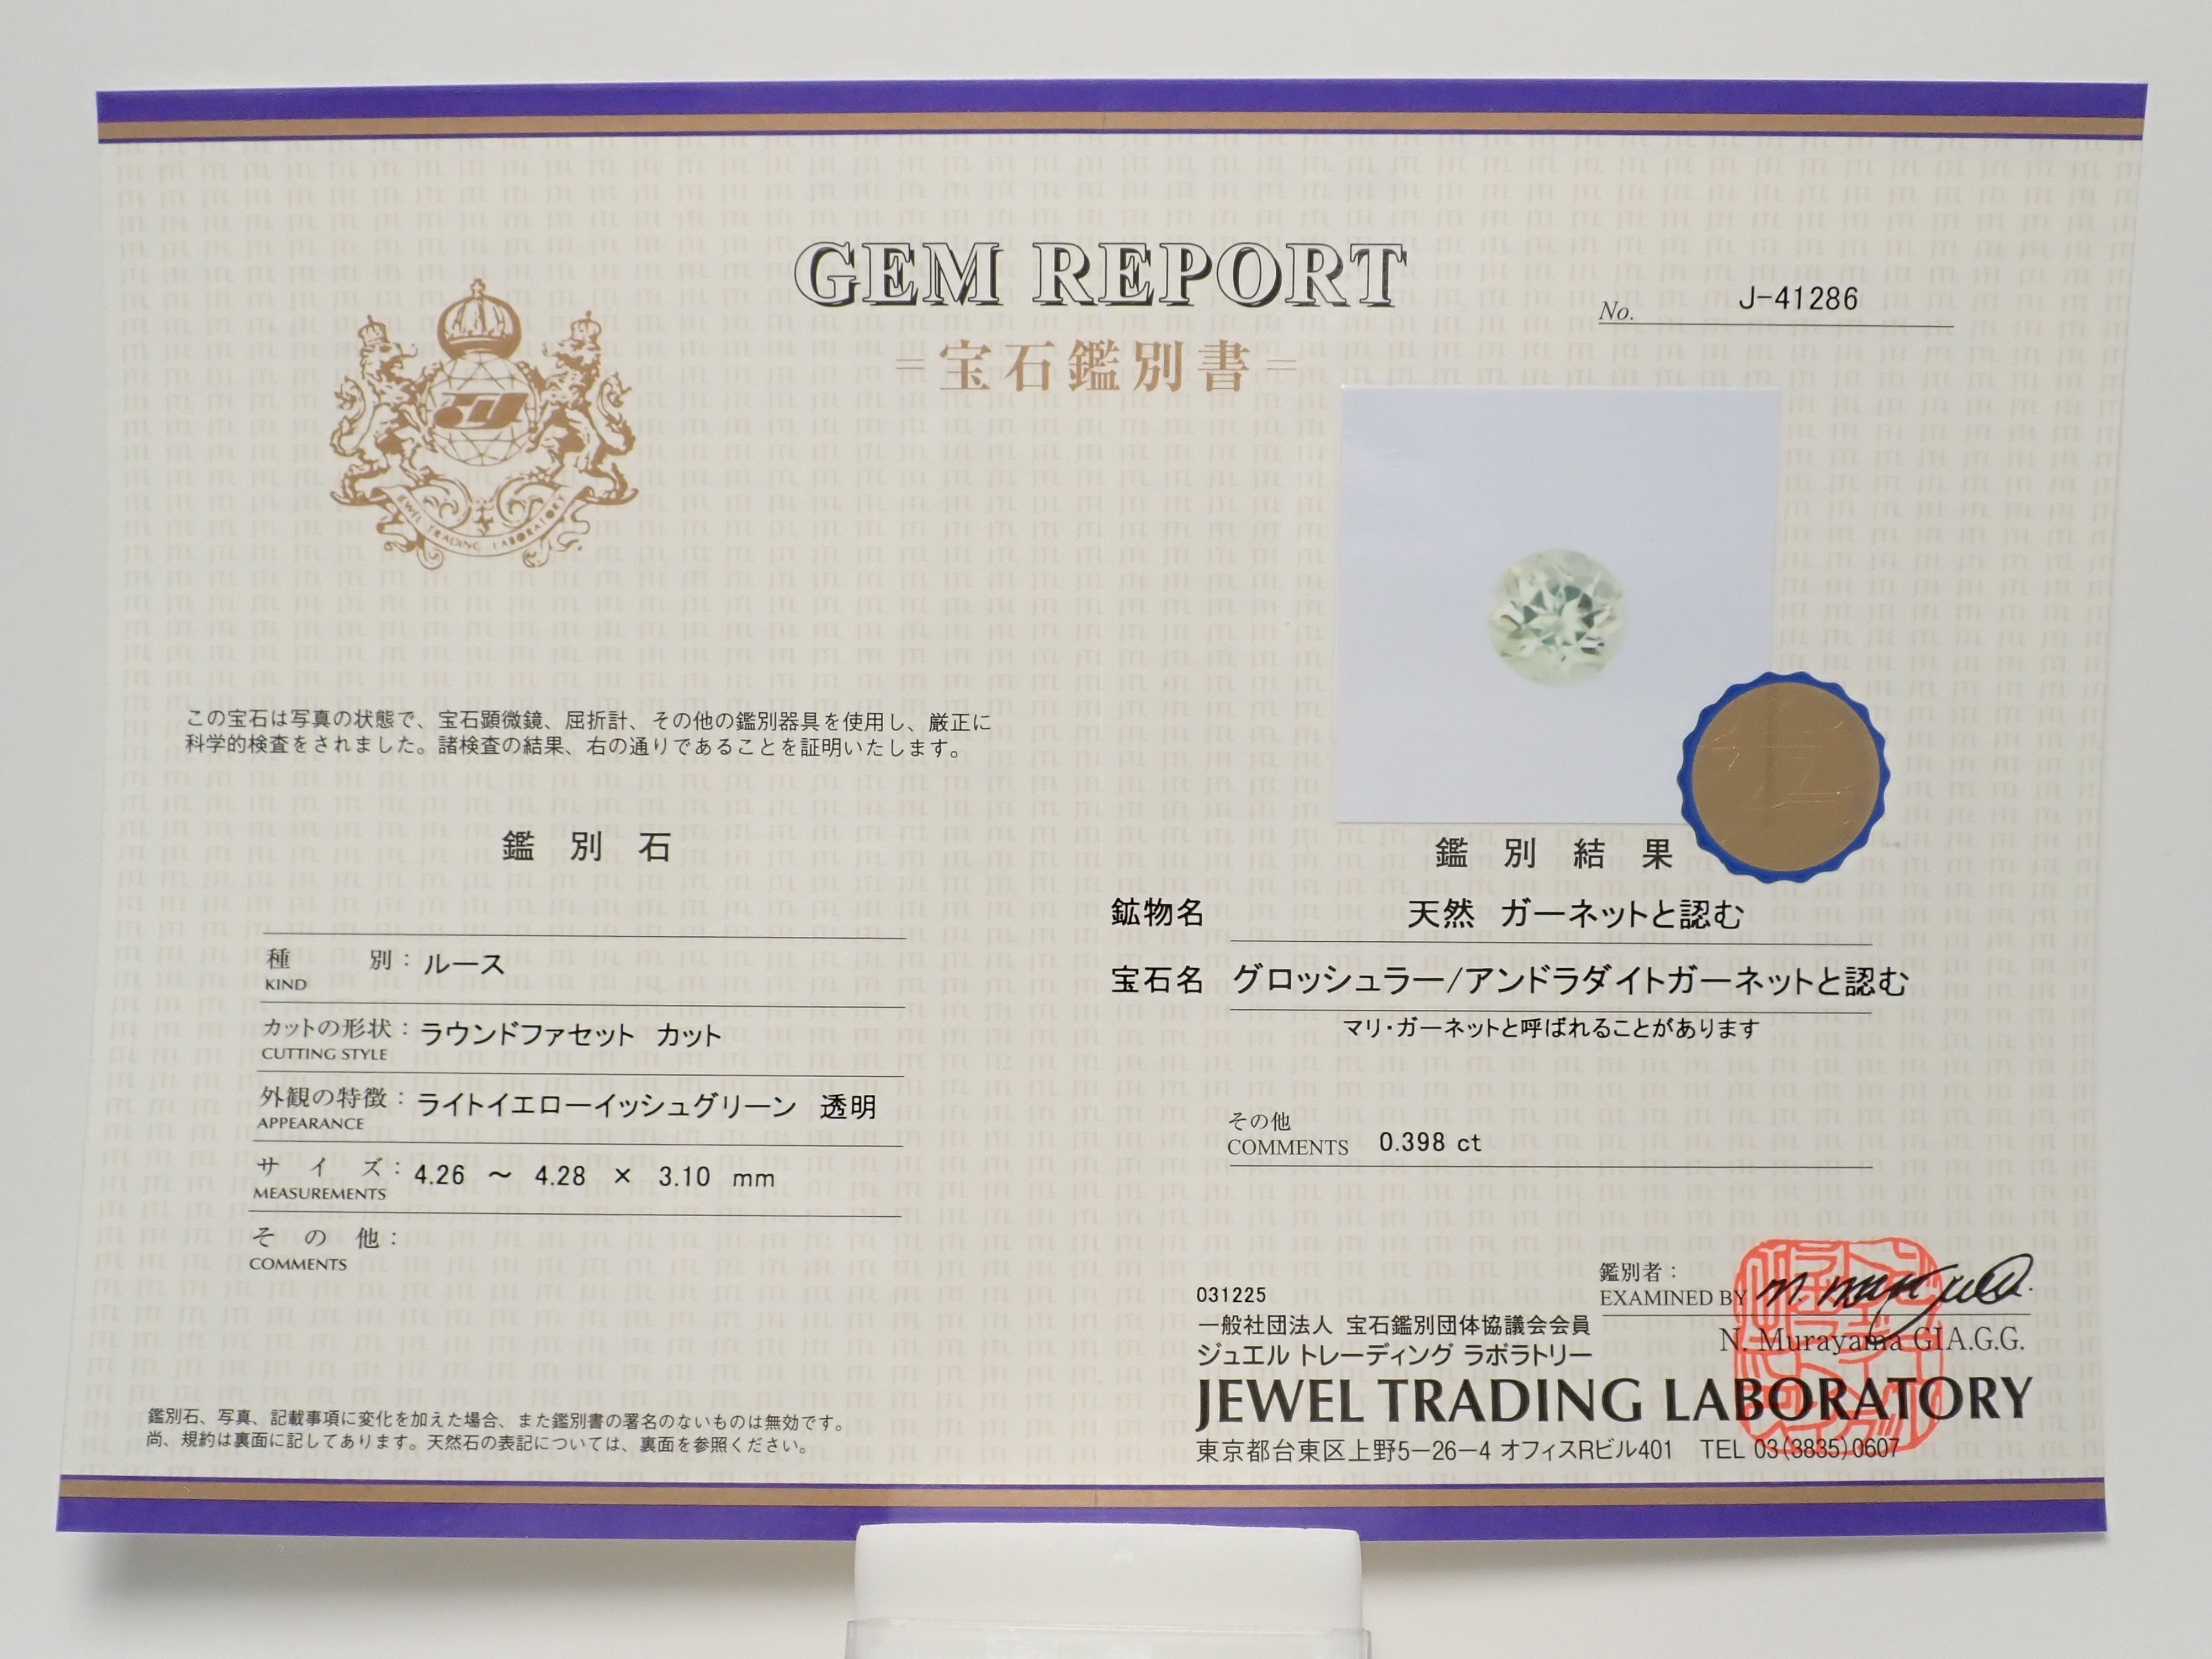 GEM REPORT
No. J-41286
-宝石鑑別書-
JEWEL TRADING LABORATORY
この宝石は写真の状態で、宝石顕微鏡、屈折計、その他の鑑別器具を使用し、厳正に
科学的検査をされました。諸検査の結果、右の通りであることを証明いたします。
鑑別石
種別: ルース
KIND
カットの形状: ラウンドファセット カット
CUTTING STYLE
外観の特徴: ライトイエローイッシュグリーン 透明
APPEARANCE
サイズ: 4.26 ～ 4.28 × 3.10 mm
MEASUREMENTS
その他:
COMMENTS
鑑別石、写真、記載事項に変化を加えた場合、また鑑別書の署名のないものは無効です。
尚、規約は裏面に記してあります。天然石の表記については、裏面を参照ください。
鑑別結果
鉱物名 天然 ガーネットと認む
宝石名 グロッシュラー/アンドラダイトガーネットと認む
マリ・ガーネットと呼ばれることがあります
その他
COMMENTS 0.398 ct
鑑別者:
EXAMINED BY
N. Murayama GIA.G.G.
031225
一般社団法人 宝石鑑別団体協議会会員
ジュエル トレーディング ラボラトリー
JEWEL TRADING LABORATORY
東京都台東区上野5－26－4 オフィスRビル401 TEL 03(3835)0607